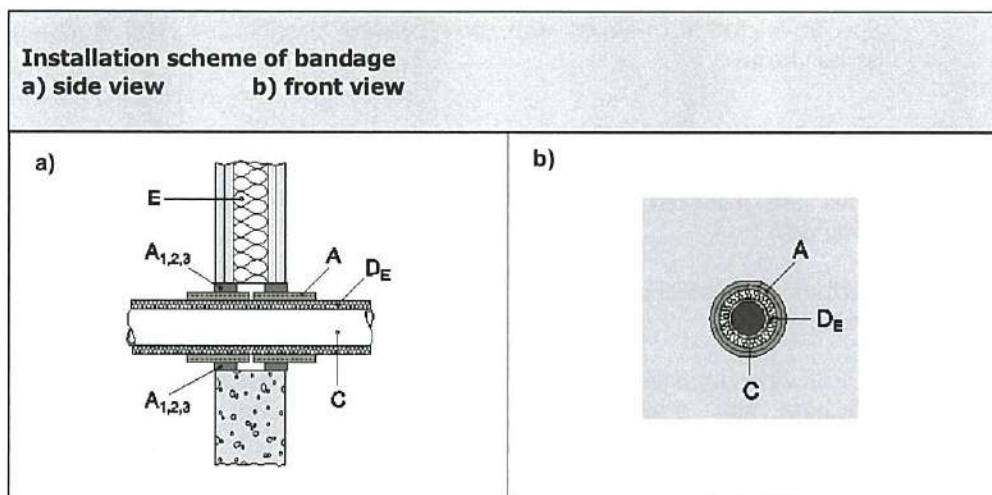 Installation scheme of bandage
a) side view b) front view
a)
E
A1,2,3
A
DE
A1,2,3
C
b)
A
DE
C